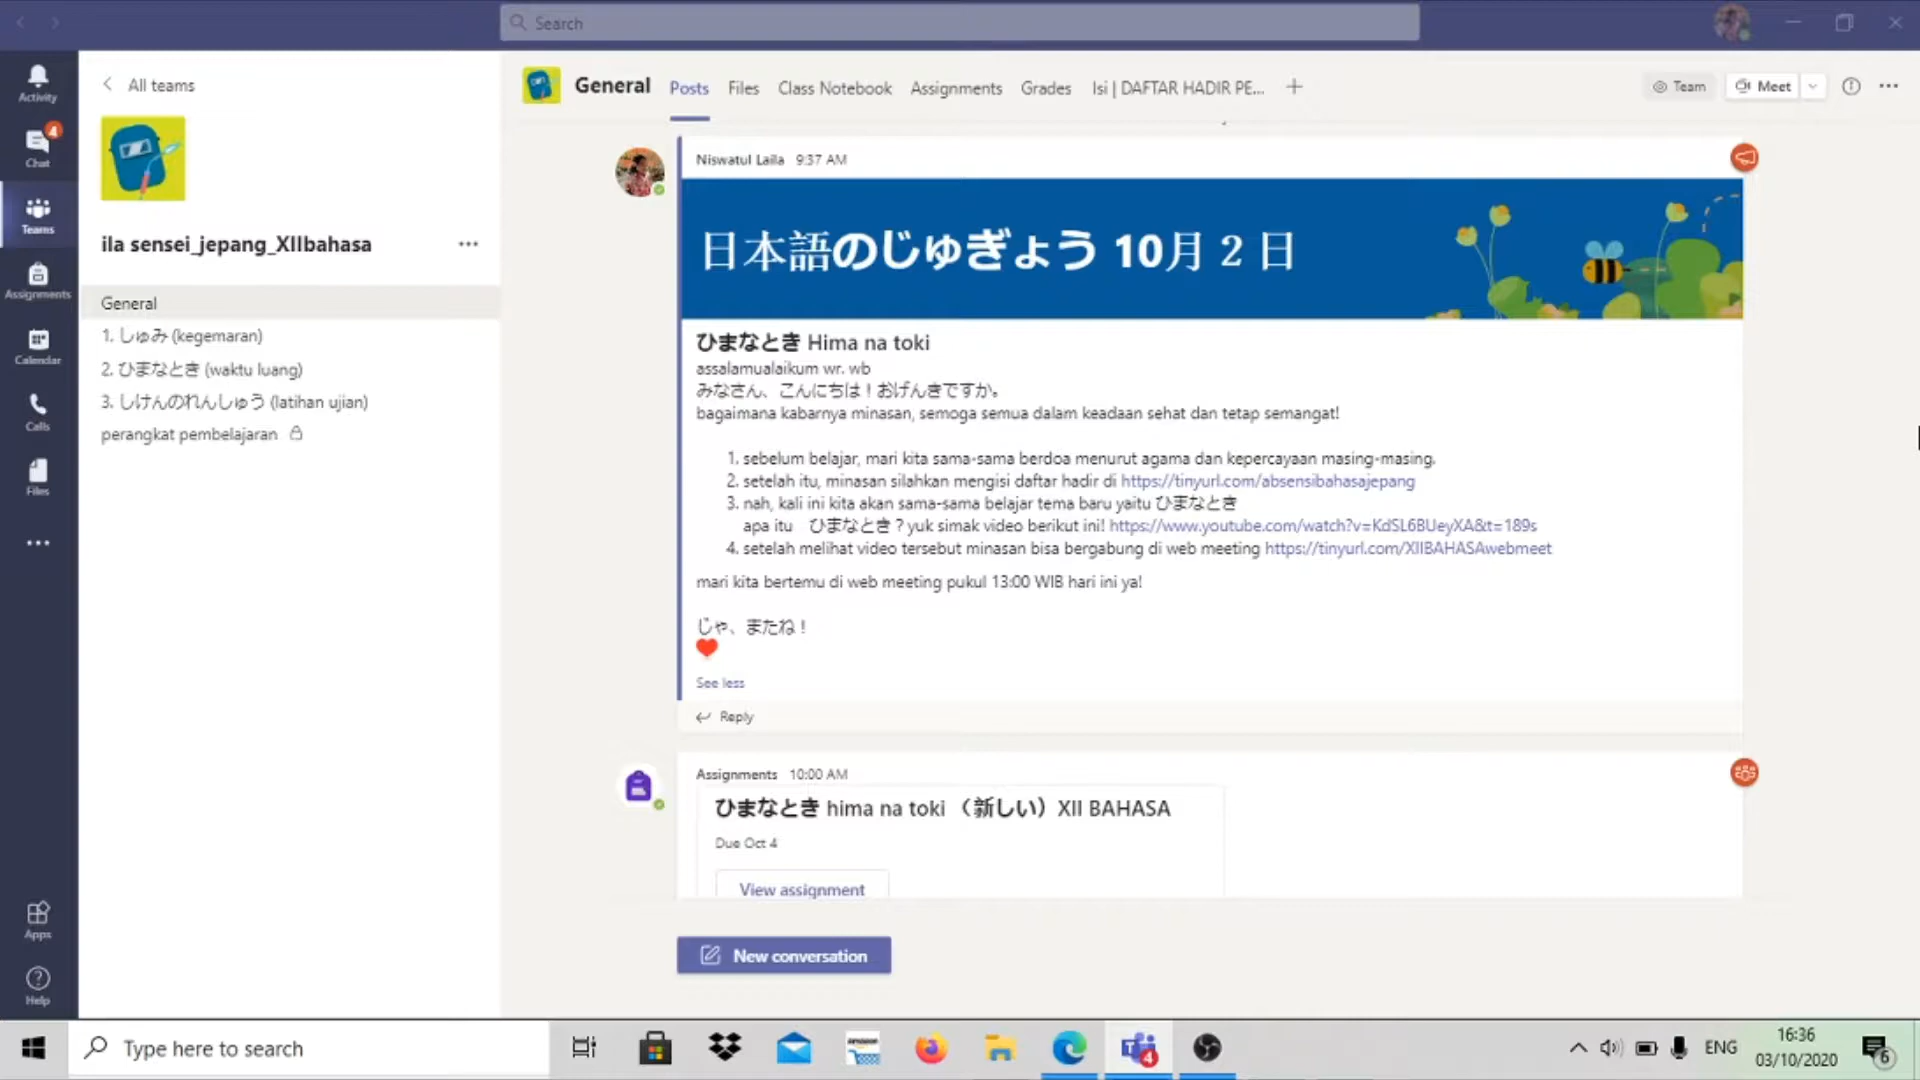 Search
Activity
4
Chat
Teams
Assignments
Calendar
Calls
Files
Apps
Help
All teams
ila sensei_jepang_XIIbahasa
General
1. しゅみ (kegemaran)
2. ひまなとき (waktu luang)
3. しけんのれんしゅう (latihan ujian)
perangkat pembelajaran
General Posts Files Class Notebook Assignments Grades Isi | DAFTAR HADIR PE...
Team Meet
Niswatul Laila 9:37 AM
日本語のじゅぎょう 10月２日
ひまなとき Hima na toki
assalamualaikum wr. wb
みなさん、こんにちは！おげんきですか。
bagaimana kabarnya minasan, semoga semua dalam keadaan sehat dan tetap semangat!
1. sebelum belajar, mari kita sama-sama berdoa menurut agama dan kepercayaan masing-masing.
2. setelah itu, minasan silahkan mengisi daftar hadir di https://tinyurl.com/absensibahasajepang
3. nah, kali ini kita akan sama-sama belajar tema baru yaitu ひまなとき
apa itu　ひまなとき？yuk simak video berikut ini! https://www.youtube.com/watch?v=KdSL6BUeyXA&t=189s
4. setelah melihat video tersebut minasan bisa bergabung di web meeting https://tinyurl.com/XIIBAHASAwebmeet
mari kita bertemu di web meeting pukul 13:00 WIB hari ini ya!
じゃ、またね！
See less
Reply
Assignments 10:00 AM
ひまなとき hima na toki （新しい）XII BAHASA
Due Oct 4
View assignment
New conversation
Type here to search
amazon
4
ENG
16:36
03/10/2020
6